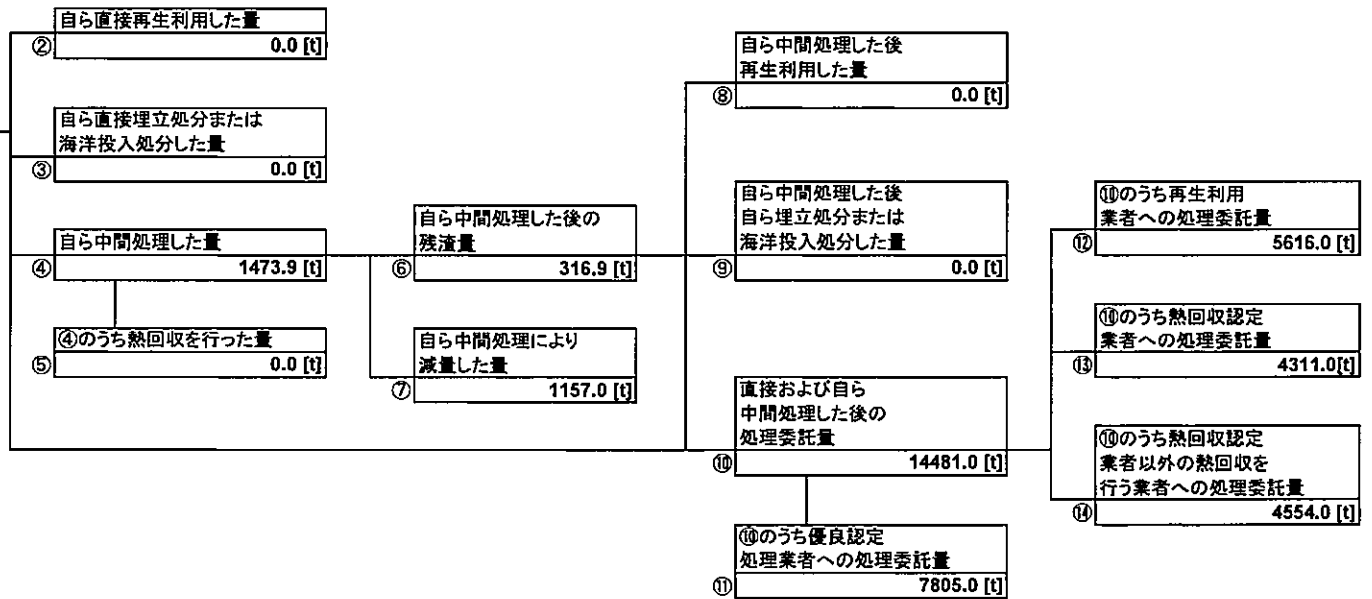 自ら直接再生利用した量
② 0.0 [t]
自ら直接埋立処分または
海洋投入処分した量
③ 0.0 [t]
自ら中間処理した量
④ 1473.9 [t]
④のうち熱回収を行った量
⑤ 0.0 [t]
自ら中間処理した後の
残渣量
⑥ 316.9 [t]
自ら中間処理により
減量した量
⑦ 1157.0 [t]
自ら中間処理した後
再生利用した量
⑧ 0.0 [t]
自ら中間処理した後
自ら埋立処分または
海洋投入処分した量
⑨ 0.0 [t]
直接および自ら
中間処理した後の
処理委託量
⑩ 14481.0 [t]
⑩のうち優良認定
処理業者への処理委託量
⑪ 7805.0 [t]
⑩のうち再生利用
業者への処理委託量
⑫ 5616.0 [t]
⑩のうち熱回収認定
業者への処理委託量
⑬ 4311.0[t]
⑩のうち熱回収認定
業者以外の熱回収を
行う業者への処理委託量
⑭ 4554.0 [t]